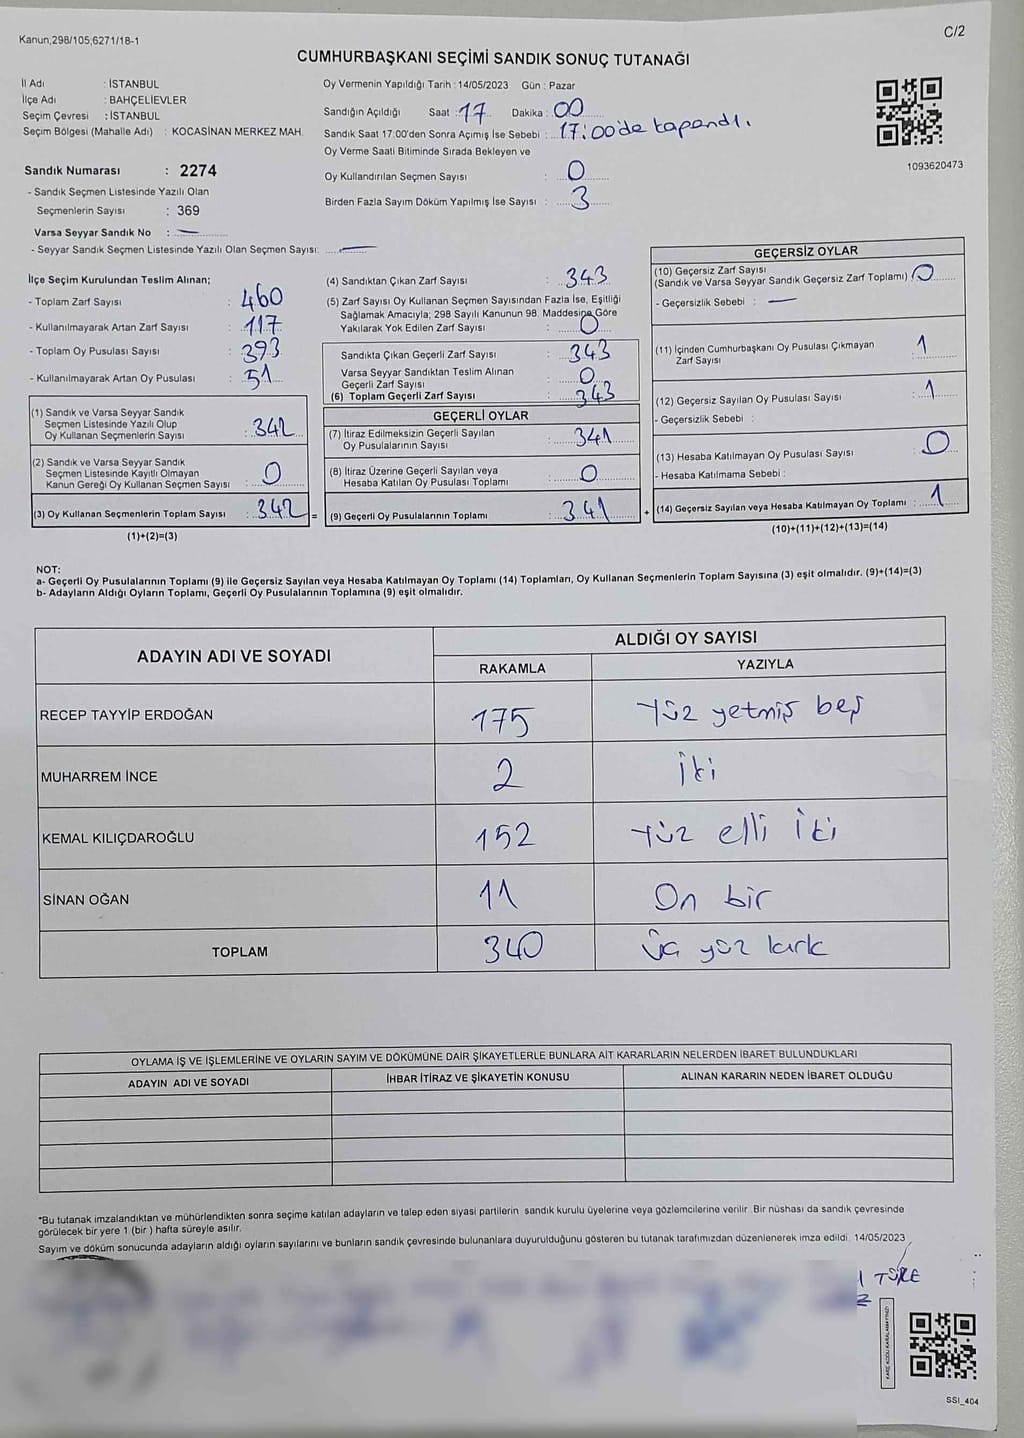 Kanun,298/105,6271/18-1
C/2
CUMHURBAŞKANI SEÇİMİ SANDIK SONUÇ TUTANAĞI
İl Adı : İSTANBUL
İlçe Adı : BAHÇELİEVLER
Seçim Çevresi : İSTANBUL
Seçim Bölgesi (Mahalle Adı) : KOCASİNAN MERKEZ MAH.
Oy Vermenin Yapıldığı Tarih : 14/05/2023 Gün : Pazar
Sandığın Açıldığı Saat : 17 Dakika : 00
Sandık Saat 17:00'den Sonra Açımış İse Sebebi : 17:00'de kapandı.
Oy Verme Saati Bitiminde Sırada Bekleyen ve
Oy Kullandırılan Seçmen Sayısı : 0
Birden Fazla Sayım Döküm Yapılmış İse Sayısı : 3
1093620473
Sandık Numarası : 2274
- Sandık Seçmen Listesinde Yazılı Olan
Seçmenlerin Sayısı : 369
Varsa Seyyar Sandık No : —
- Seyyar Sandık Seçmen Listesinde Yazılı Olan Seçmen Sayısı: —
İlçe Seçim Kurulundan Teslim Alınan;
- Toplam Zarf Sayısı : 460
- Kullanılmayarak Artan Zarf Sayısı : 117
- Toplam Oy Pusulası Sayısı : 393
- Kullanılmayarak Artan Oy Pusulası : 51
(1) Sandık ve Varsa Seyyar Sandık
Seçmen Listesinde Yazılı Olup
Oy Kullanan Seçmenlerin Sayısı : 342
(2) Sandık ve Varsa Seyyar Sandık
Seçmen Listesinde Kayıtlı Olmayan
Kanun Gereği Oy Kullanan Seçmen Sayısı : 0
(3) Oy Kullanan Seçmenlerin Toplam Sayısı : 342 =
(1)+(2)=(3)
(4) Sandıktan Çıkan Zarf Sayısı : 343
(5) Zarf Sayısı Oy Kullanan Seçmen Sayısından Fazla İse, Eşitliği
Sağlamak Amacıyla; 298 Sayılı Kanunun 98. Maddesine Göre
Yakılarak Yok Edilen Zarf Sayısı : 0
Sandıkta Çıkan Geçerli Zarf Sayısı : 343
Varsa Seyyar Sandıktan Teslim Alınan
Geçerli Zarf Sayısı : 0
(6) Toplam Geçerli Zarf Sayısı : 343
GEÇERLİ OYLAR
(7) İtiraz Edilmeksizin Geçerli Sayılan
Oy Pusulalarının Sayısı : 341
(8) İtiraz Üzerine Geçerli Sayılan veya
Hesaba Katılan Oy Pusulası Toplamı : 0
(9) Geçerli Oy Pusulalarının Toplamı : 341 +
GEÇERSİZ OYLAR
(10) Geçersiz Zarf Sayısı
(Sandık ve Varsa Seyyar Sandık Geçersiz Zarf Toplamı) : 0
- Geçersizlik Sebebi : —
(11) İçinden Cumhurbaşkanı Oy Pusulası Çıkmayan
Zarf Sayısı : 1
(12) Geçersiz Sayılan Oy Pusulası Sayısı : 1
- Geçersizlik Sebebi :
(13) Hesaba Katılmayan Oy Pusulası Sayısı : 0
- Hesaba Katılmama Sebebi :
(14) Geçersiz Sayılan veya Hesaba Katılmayan Oy Toplamı : 1
(10)+(11)+(12)+(13)=(14)
NOT:
a- Geçerli Oy Pusulalarının Toplamı (9) ile Geçersiz Sayılan veya Hesaba Katılmayan Oy Toplamı (14) Toplamları, Oy Kullanan Seçmenlerin Toplam Sayısına (3) eşit olmalıdır. (9)+(14)=(3)
b- Adayların Aldığı Oyların Toplamı, Geçerli Oy Pusulalarının Toplamına (9) eşit olmalıdır.
ADAYIN ADI VE SOYADI ALDIĞI OY SAYISI
RAKAMLA YAZIYLA
RECEP TAYYİP ERDOĞAN 175 Yüz yetmiş beş
MUHARREM İNCE 2 İki
KEMAL KILIÇDAROĞLU 152 Yüz elli iki
SİNAN OĞAN 11 On bir
TOPLAM 340 Üç yüz kırk
OYLAMA İŞ VE İŞLEMLERİNE VE OYLARIN SAYIM VE DÖKÜMÜNE DAİR ŞİKAYETLERLE BUNLARA AİT KARARLARIN NELERDEN İBARET BULUNDUKLARI
ADAYIN ADI VE SOYADI İHBAR İTİRAZ VE ŞİKAYETİN KONUSU ALINAN KARARIN NEDEN İBARET OLDUĞU
*Bu tutanak imzalandıktan ve mühürlendikten sonra seçime katılan adayların ve talep eden siyasi partilerin sandık kurulu üyelerine veya gözlemcilerine verilir. Bir nüshası da sandık çevresinde
görülecek bir yere 1 (bir) hafta süreyle asılır.
Sayım ve döküm sonucunda adayların aldığı oyların sayılarını ve bunların sandık çevresinde bulunanlara duyurulduğunu gösteren bu tutanak tarafımızdan düzenlenerek imza edildi. 14/05/2023
TÜRE
SSI_404